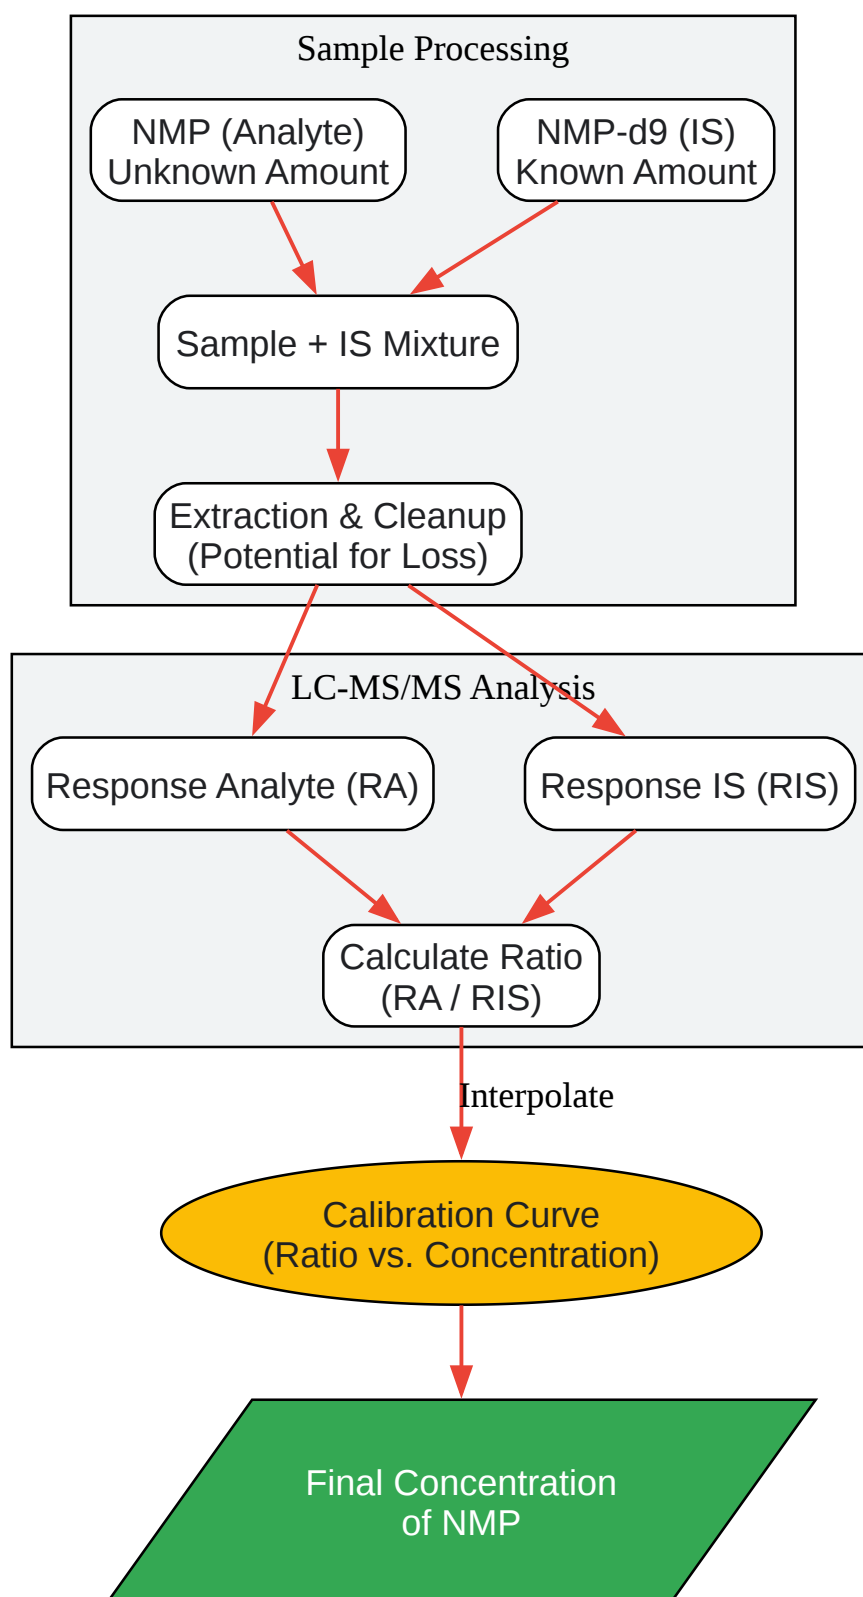 Sample Processing
NMP (Analyte)
Unknown Amount
NMP-d9 (IS)
Known Amount
Sample + IS Mixture
Extraction & Cleanup
(Potential for Loss)
LC-MS/MS Analysis
Response Analyte (RA)
Response IS (RIS)
Calculate Ratio
(RA / RIS)
Interpolate
Calibration Curve
(Ratio vs. Concentration)
Final Concentration
of NMP